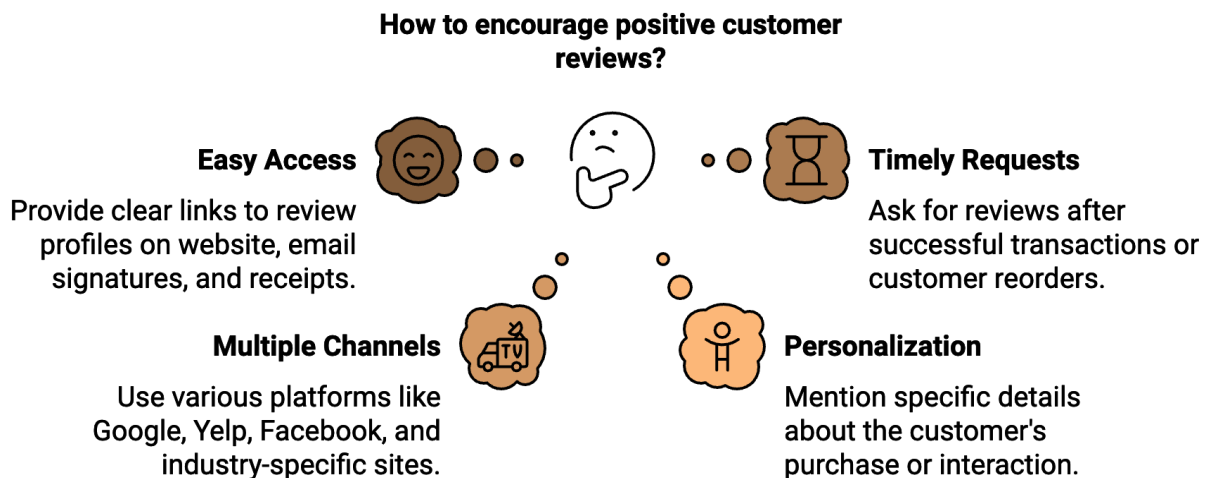 How to encourage positive customer
reviews?
Easy Access
Provide clear links to review
profiles on website, email
signatures, and receipts.
Timely Requests
Ask for reviews after
successful transactions or
customer reorders.
Multiple Channels
Use various platforms like
Google, Yelp, Facebook, and
industry-specific sites.
TV
Personalization
Mention specific details
about the customer's
purchase or interaction.